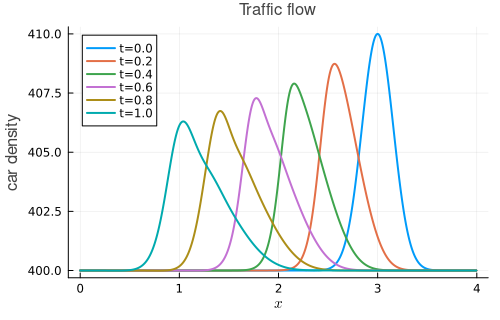 Traffic flow
car density
410.0
407.5
405.0
402.5
400.0
t=0.0
t=0.2
t=0.4
t=0.6
t=0.8
t=1.0
0 1 2 3 4
x